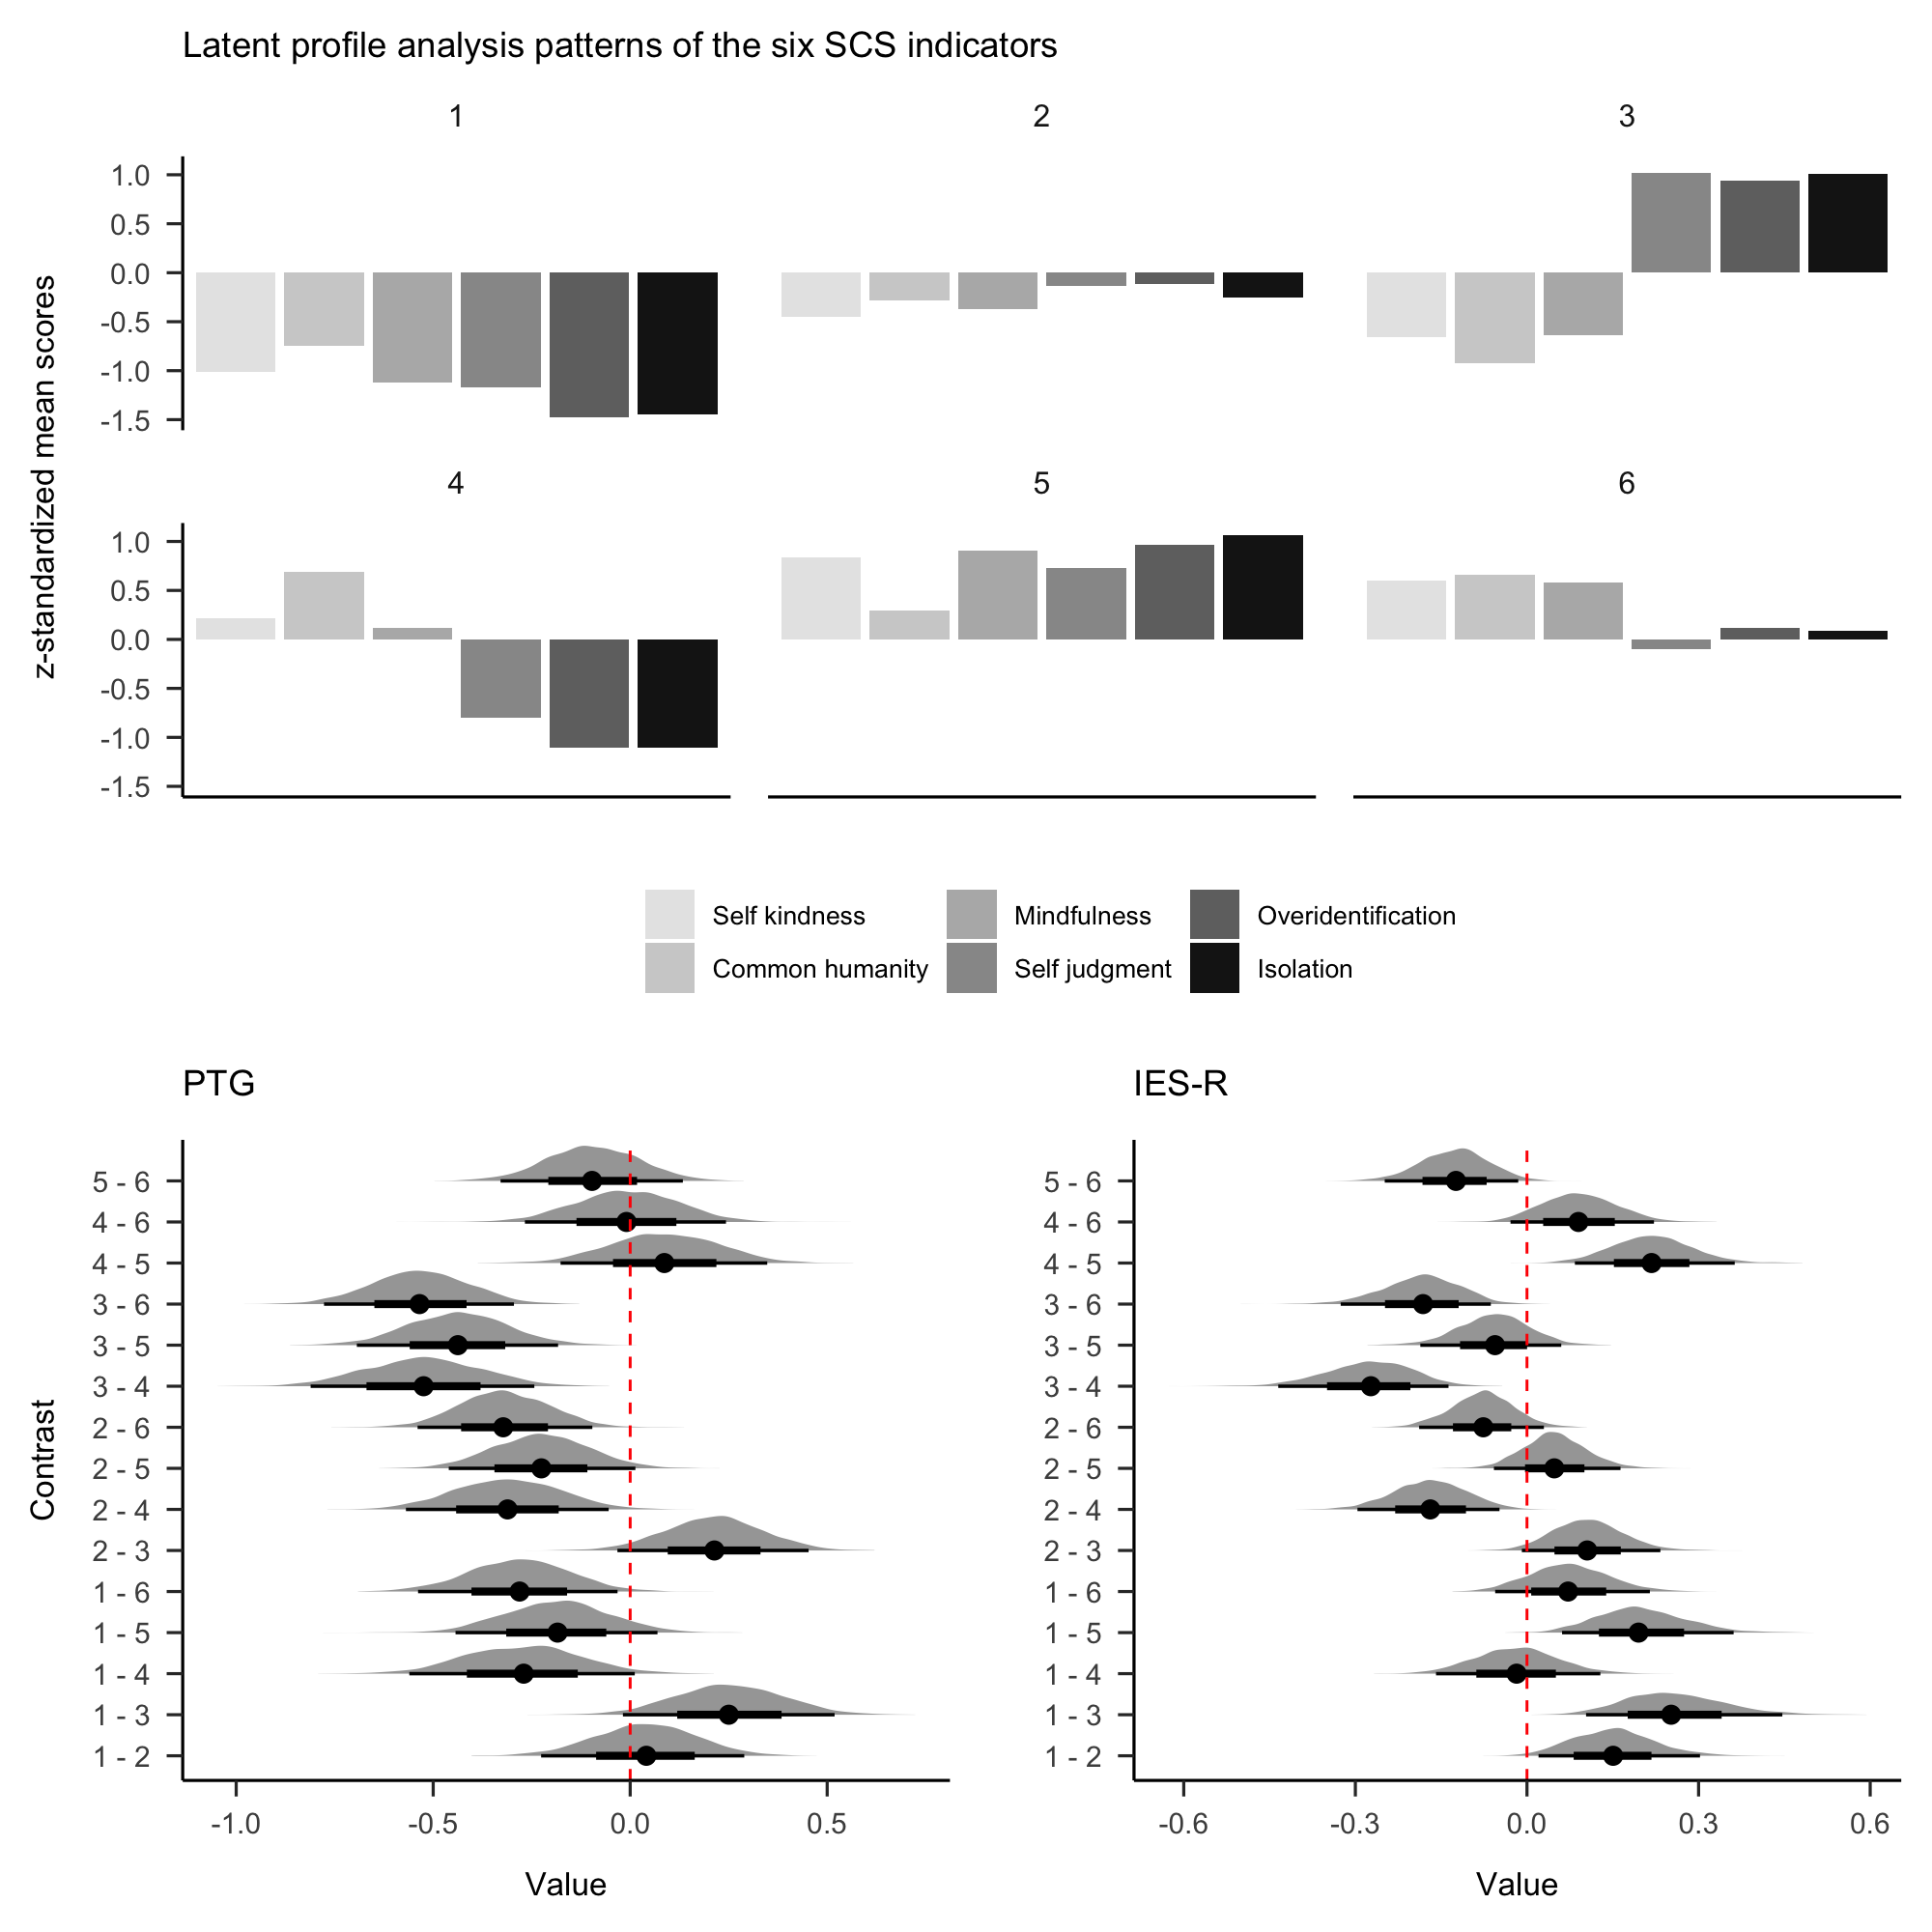 Latent profile analysis patterns of the six SCS indicators
1 2 3
z-standardized mean scores
1.0
0.5
0.0
-0.5
-1.0
-1.5
4 5 6
1.0
0.5
0.0
-0.5
-1.0
-1.5
Self kindness Mindfulness Overidentification
Common humanity Self judgment Isolation
PTG
Contrast
5 - 6
4 - 6
4 - 5
3 - 6
3 - 5
3 - 4
2 - 6
2 - 5
2 - 4
2 - 3
1 - 6
1 - 5
1 - 4
1 - 3
1 - 2
-1.0 -0.5 0.0 0.5
Value
IES-R
5 - 6
4 - 6
4 - 5
3 - 6
3 - 5
3 - 4
2 - 6
2 - 5
2 - 4
2 - 3
1 - 6
1 - 5
1 - 4
1 - 3
1 - 2
-0.6 -0.3 0.0 0.3 0.6
Value